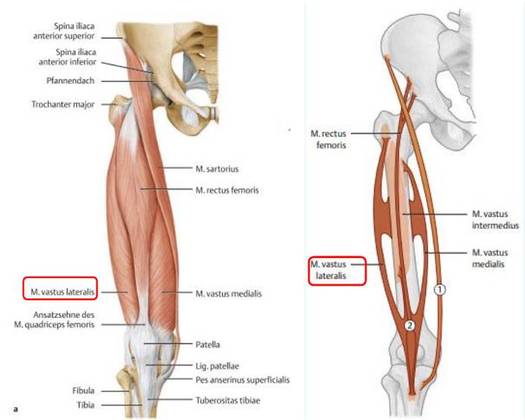 Spina iliaca
anterior superior
Spina iliaca
anterior inferior
Pfannendach
Trochanter major
M. sartorius
M. rectus femoris
M. vastus lateralis
M. vastus medialis
Ansatzsehne des
M. quadriceps femoris
Patella
Lig. patellae
Pes anserinus superficialis
Fibula
Tibia
Tuberositas tibiae
a
M. rectus
femoris
M. vastus
intermedius
M. vastus
lateralis
M. vastus
medialis
1
2